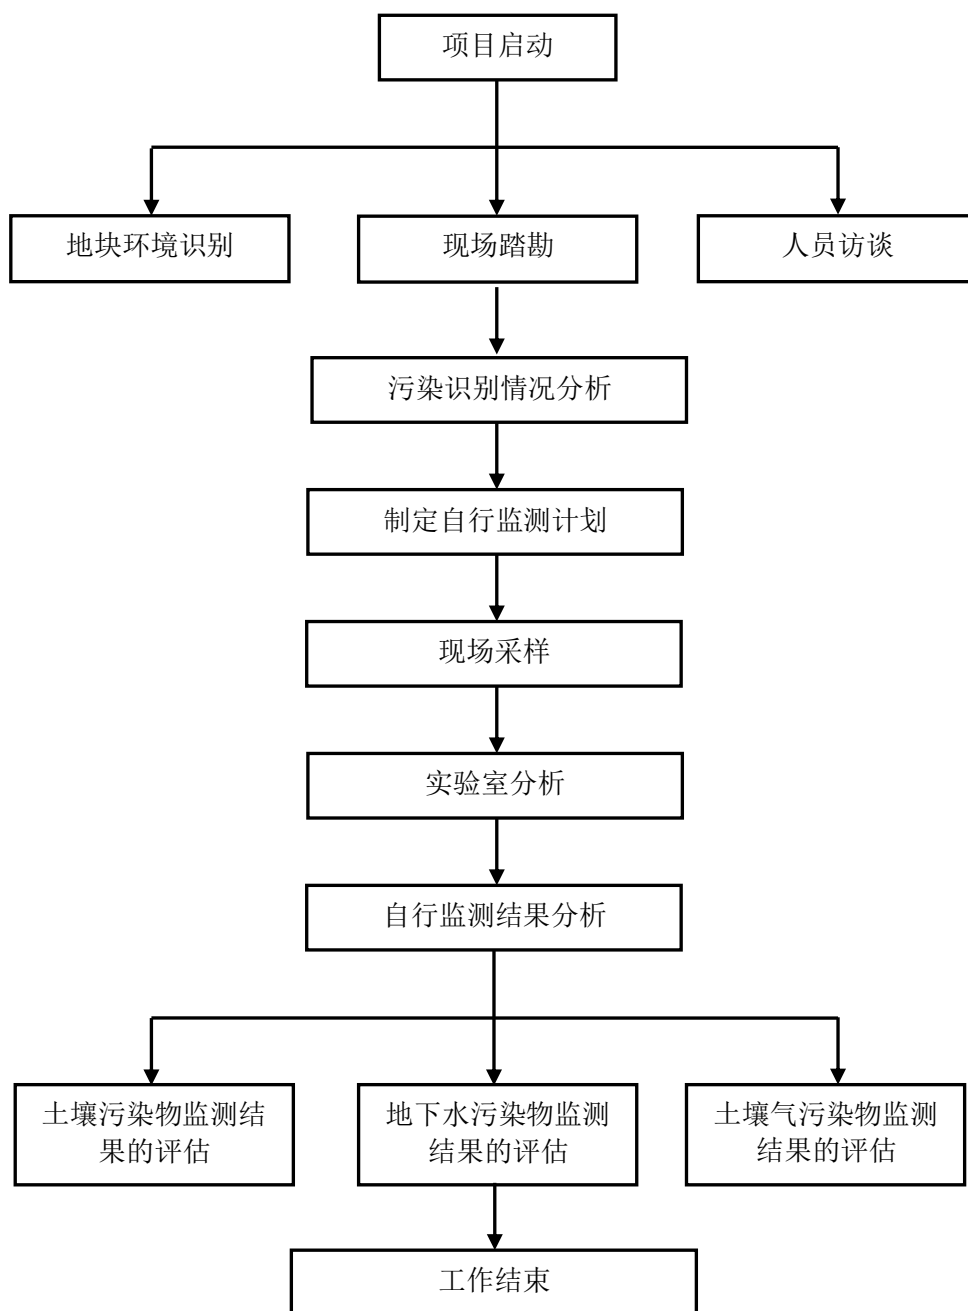 项目启动
地块环境识别
现场踏勘
人员访谈
污染识别情况分析
制定自行监测计划
现场采样
实验室分析
自行监测结果分析
土壤污染物监测结
果的评估
地下水污染物监测
结果的评估
土壤气污染物监测
结果的评估
工作结束